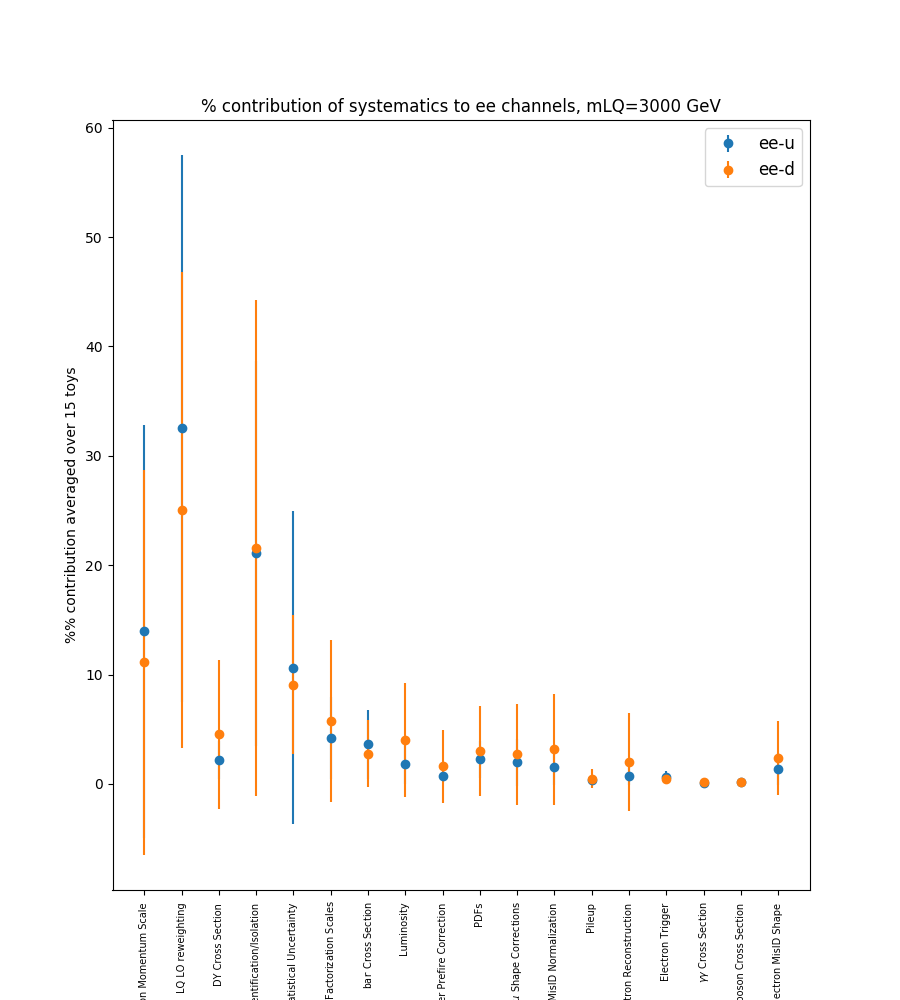 % contribution of systematics to ee channels, mLQ=3000 GeV
ee-u
ee-d
%% contribution averaged over 15 toys
60
50
40
30
20
10
0
on Momentum Scale
LQ LO reweighting
DY Cross Section
entification/Isolation
atistical Uncertainty
Factorization Scales
bar Cross Section
Luminosity
er Prefire Correction
PDFs
Shape Corrections
MisID Normalization
Pileup
tron Reconstruction
Electron Trigger
γγ Cross Section
oson Cross Section
ectron MisID Shape